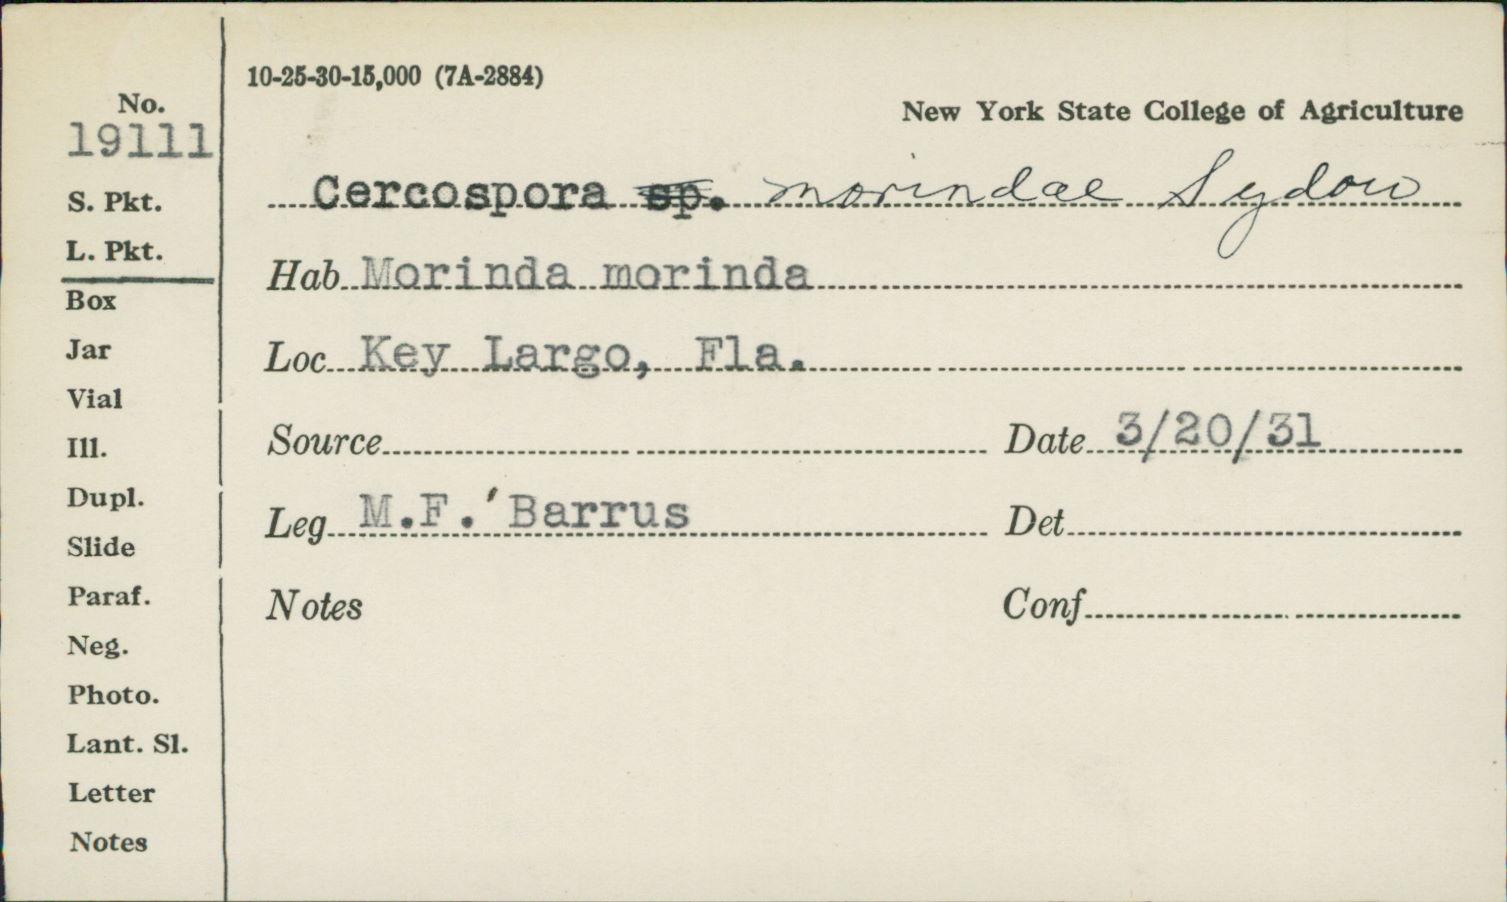 10-25-30-15,000 (7A-2884)
New York State College of Agriculture
No.
19111
S. Pkt.
L. Pkt.
Box
Jar
Vial
Ill.
Dupl.
Slide
Paraf.
Neg.
Photo.
Lant. Sl.
Letter
Notes
Cercospora sp. morindae Sydow
Hab Morinda morinda
Loc Key Largo, Fla.
Source Date 3/20/31
Leg M.F.'Barrus Det
Notes Conf